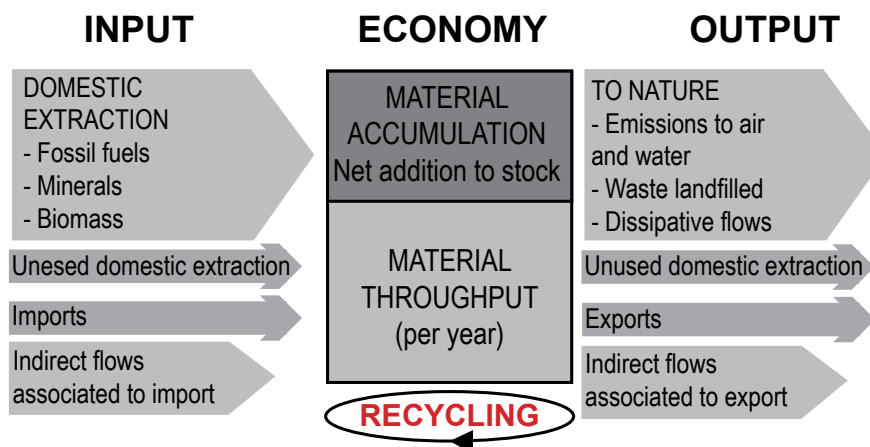 INPUT
DOMESTIC
EXTRACTION
- Fossil fuels
- Minerals
- Biomass
Unesed domestic extraction
Imports
Indirect flows
associated to import
ECONOMY
MATERIAL
ACCUMULATION
Net addition to stock
MATERIAL
THROUGHPUT
(per year)
RECYCLING
OUTPUT
TO NATURE
- Emissions to air
and water
- Waste landfilled
- Dissipative flows
Unused domestic extraction
Exports
Indirect flows
associated to export